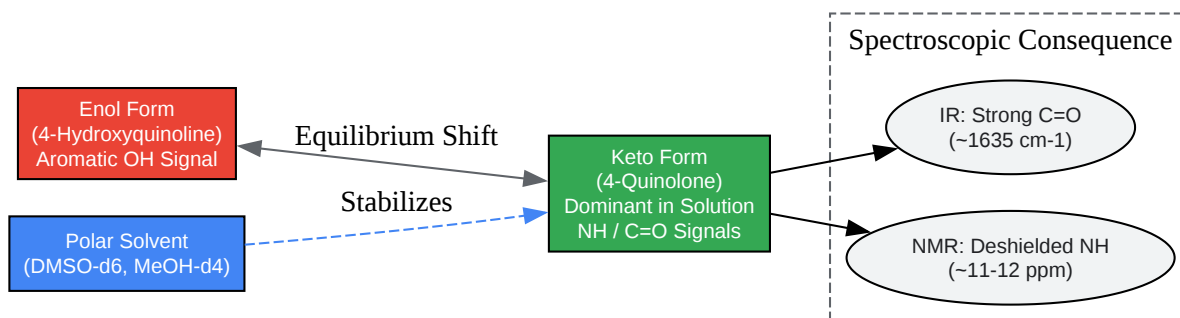 Spectroscopic Consequence
Enol Form
(4-Hydroxyquinoline)
Aromatic OH Signal
Equilibrium Shift
IR: Strong C=O
(~1635 cm-1)
Keto Form
(4-Quinolone)
Dominant in Solution
NH / C=O Signals
Stabilizes
Polar Solvent
(DMSO-d6, MeOH-d4)
NMR: Deshielded NH
(~11-12 ppm)